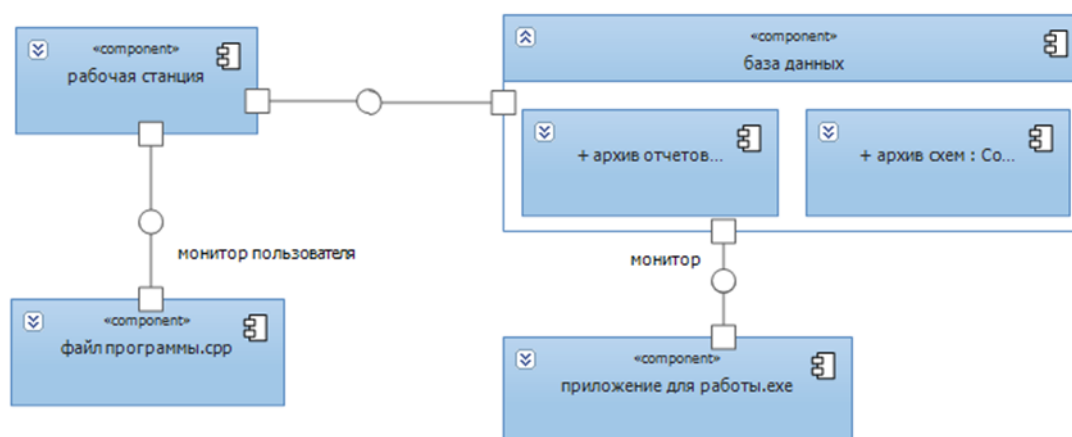 «component»
рабочая станция
«component»
база данных
+ архив отчетов...
+ архив схем : Co...
монитор пользователя
монитор
«component»
файл программы.cpp
«component»
приложение для работы.exe